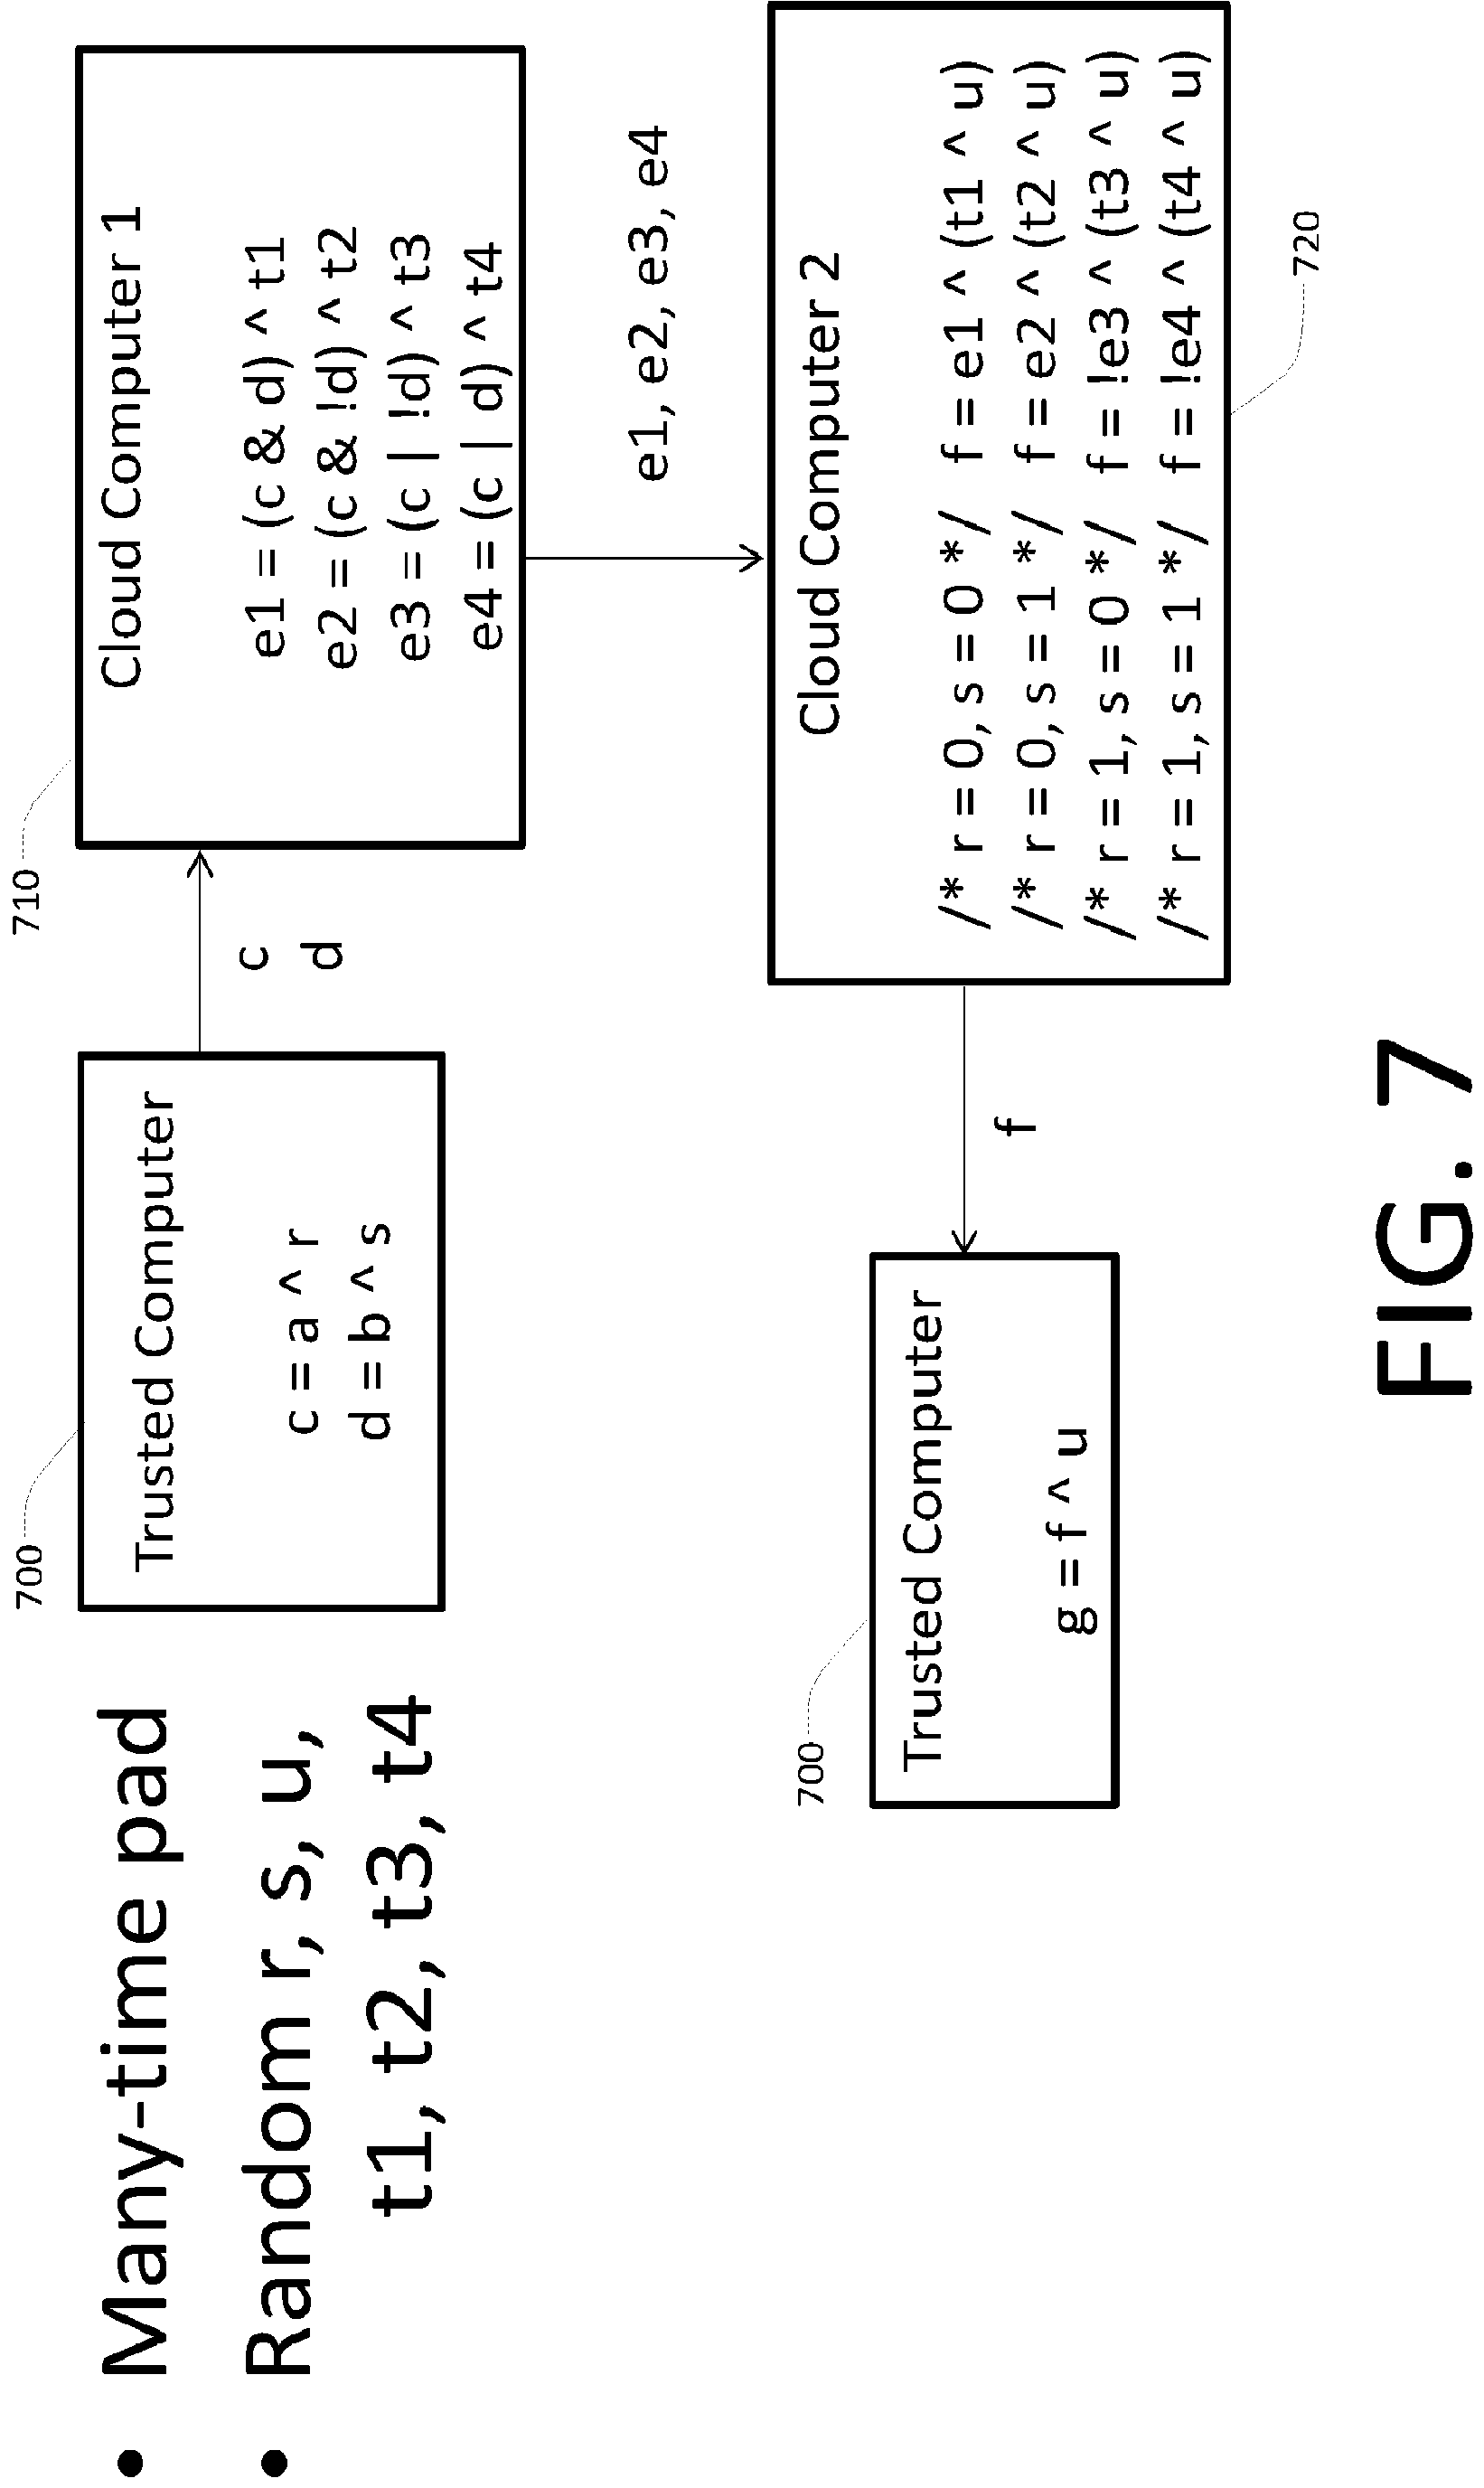 • Many-time pad
• Random r, s, u,
t1, t2, t3, t4
700
Trusted Computer
c = a ^ r
d = b ^ s
c
d
710
Cloud Computer 1
e1 = (c & d) ^ t1
e2 = (c & !d) ^ t2
e3 = (c | !d) ^ t3
e4 = (c | d) ^ t4
e1, e2, e3, e4
Cloud Computer 2
/* r = 0, s = 0 */ f = e1 ^ (t1 ^ u)
/* r = 0, s = 1 */ f = e2 ^ (t2 ^ u)
/* r = 1, s = 0 */ f = !e3 ^ (t3 ^ u)
/* r = 1, s = 1 */ f = !e4 ^ (t4 ^ u)
720
f
700
Trusted Computer
g = f ^ u
FIG. 7